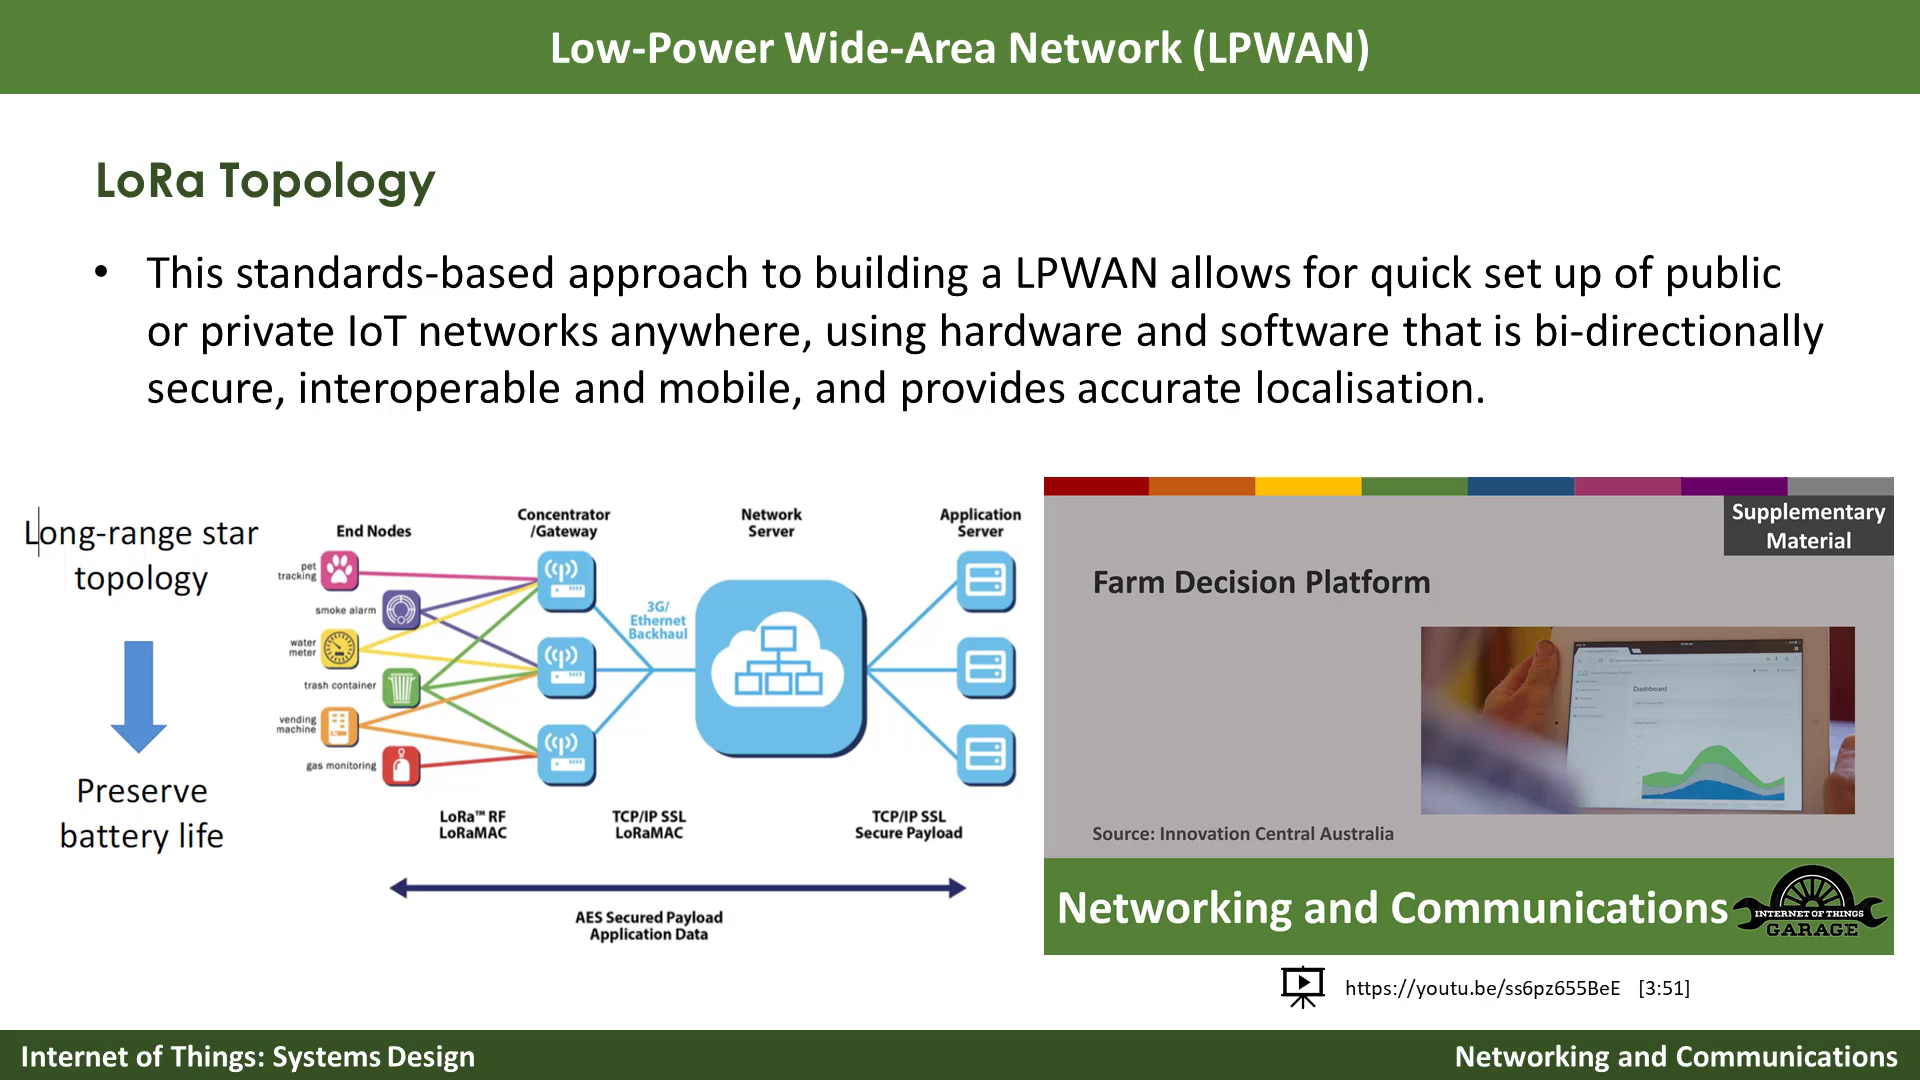 Low-Power Wide-Area Network (LPWAN)
LoRa Topology
• This standards-based approach to building a LPWAN allows for quick set up of public
or private IoT networks anywhere, using hardware and software that is bi-directionally
secure, interoperable and mobile, and provides accurate localisation.
Long-range star
topology
Preserve
battery life
End Nodes
Concentrator
/Gateway
Network
Server
Application
Server
pet
tracking
smoke alarm
water
meter
trash container
vending
machine
gas monitoring
3G/
Ethernet
Backhaul
LoRa™ RF
LoRaMAC
TCP/IP SSL
LoRaMAC
TCP/IP SSL
Secure Payload
AES Secured Payload
Application Data
Supplementary
Material
Farm Decision Platform
Dashboard
Source: Innovation Central Australia
Networking and Communications
INTERNET OF THINGS
GARAGE
https://youtu.be/ss6pz655BeE [3:51]
Internet of Things: Systems Design
Networking and Communications